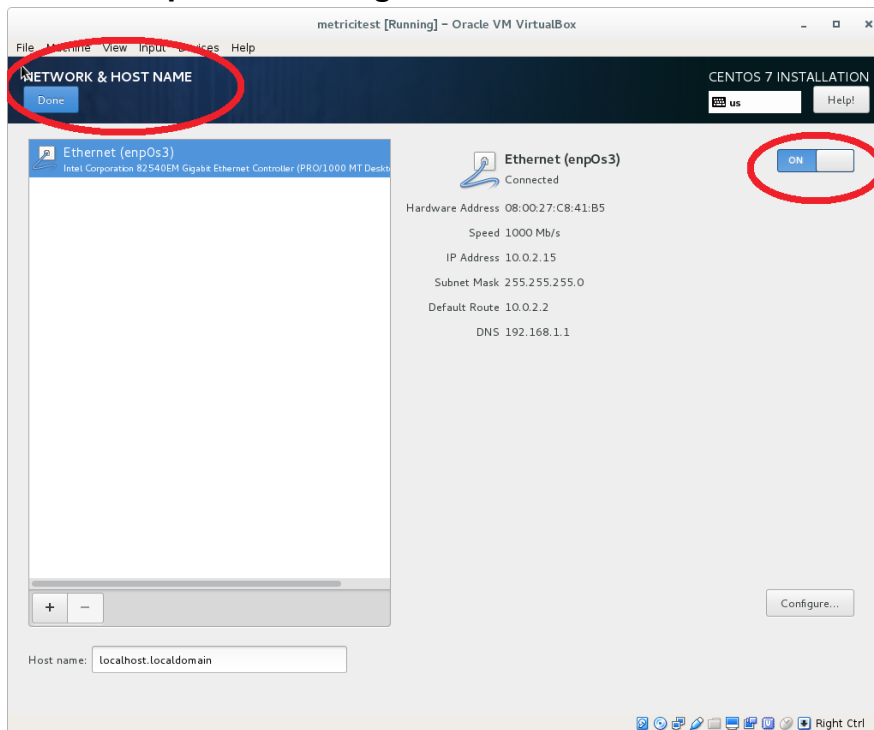 metricitest [Running] – Oracle VM VirtualBox
File Machine View Input Devices Help
NETWORK & HOST NAME
CENTOS 7 INSTALLATION
Done
us
Help!
Ethernet (enp0s3)
Intel Corporation 82540EM Gigabit Ethernet Controller (PRO/1000 MT Deskt
Ethernet (enp0s3)
Connected
ON
Hardware Address 08:00:27:C8:41:B5
Speed 1000 Mb/s
IP Address 10.0.2.15
Subnet Mask 255.255.255.0
Default Route 10.0.2.2
DNS 192.168.1.1
+ −
Configure...
Host name: localhost.localdomain
Right Ctrl